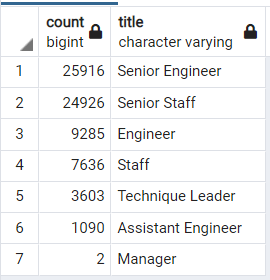 count title
bigint character varying
1 25916 Senior Engineer
2 24926 Senior Staff
3 9285 Engineer
4 7636 Staff
5 3603 Technique Leader
6 1090 Assistant Engineer
7 2 Manager